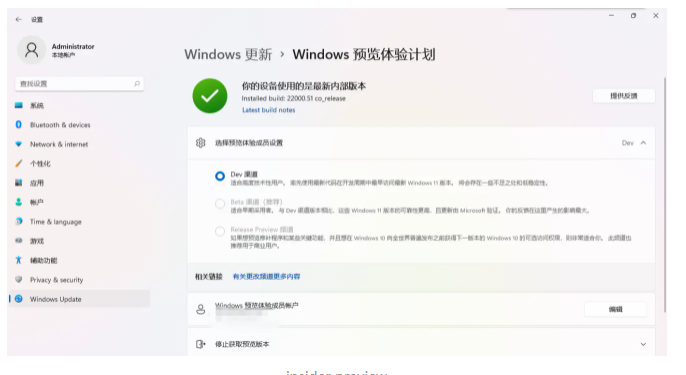 ← 设置
Administrator
本地帐户
Windows 更新 › Windows 预览体验计划
查找设置
你的设备使用的是最新内部版本
Installed build: 22000.51 co_release
Latest build notes
提供反馈
系统
Bluetooth & devices
Network & internet
个性化
应用
帐户
Time & language
游戏
辅助功能
Privacy & security
Windows Update
选择预览体验成员设置
Dev
Dev 渠道
适合高度技术性用户。 率先使用最新代码在开发周期中最早访问最新 Windows 11 版本。 将会存在一些不足之处和低稳定性。
Beta 渠道（推荐）
适合早期采用者。 与 Dev 渠道版本相比，这些 Windows 11 版本的可靠性更高，且更新由 Microsoft 验证。 你的反馈在这里产生的影响最大。
Release Preview 频道
如果想预览修补程序和某些关键功能，并且想在 Windows 10 向全世界普遍发布之前获得下一版本的 Windows 10 的可选访问权限，则非常适合你。 此频道也
推荐用于商业用户。
相关链接 有关更改频道更多内容
Windows 预览体验成员帐户
编辑
停止获取预览版本